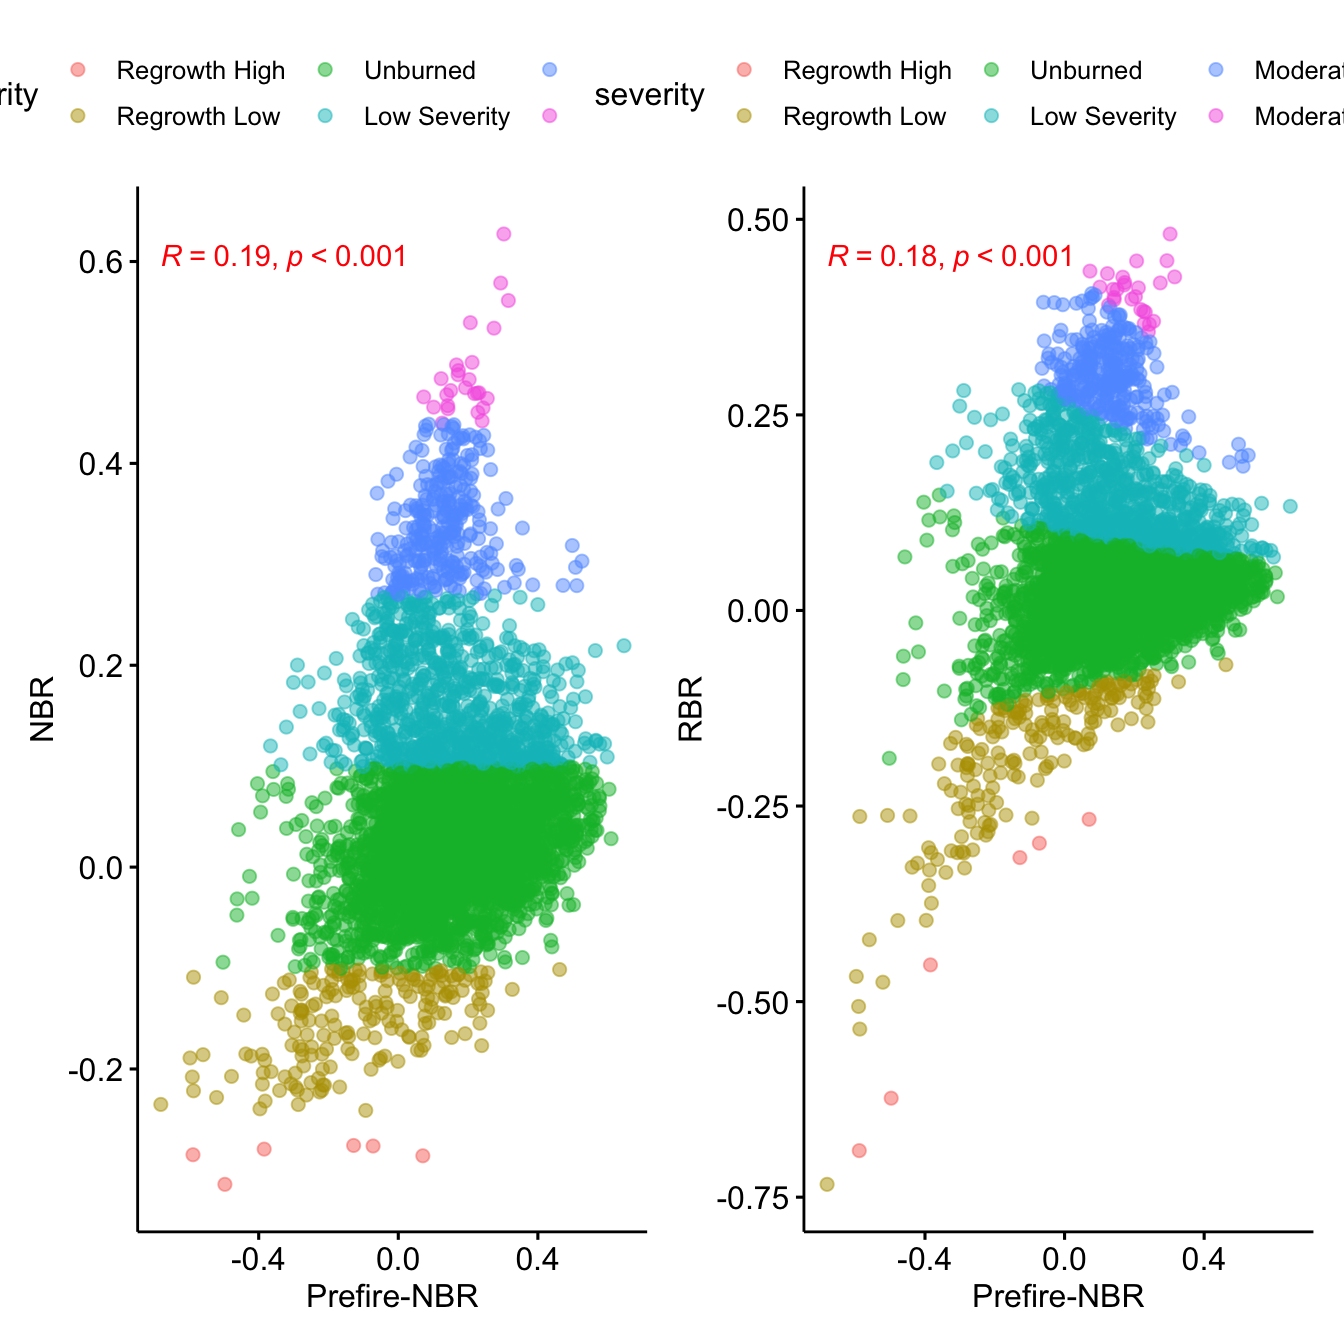 rity
Regrowth High
Unburned
Regrowth Low
Low Severity
severity
Regrowth High
Unburned
Moderat
Regrowth Low
Low Severity
Moderat
R = 0.19, p < 0.001
0.6
0.4
0.2
0.0
-0.2
NBR
-0.4 0.0 0.4
Prefire-NBR
R = 0.18, p < 0.001
0.50
0.25
0.00
-0.25
-0.50
-0.75
RBR
-0.4 0.0 0.4
Prefire-NBR